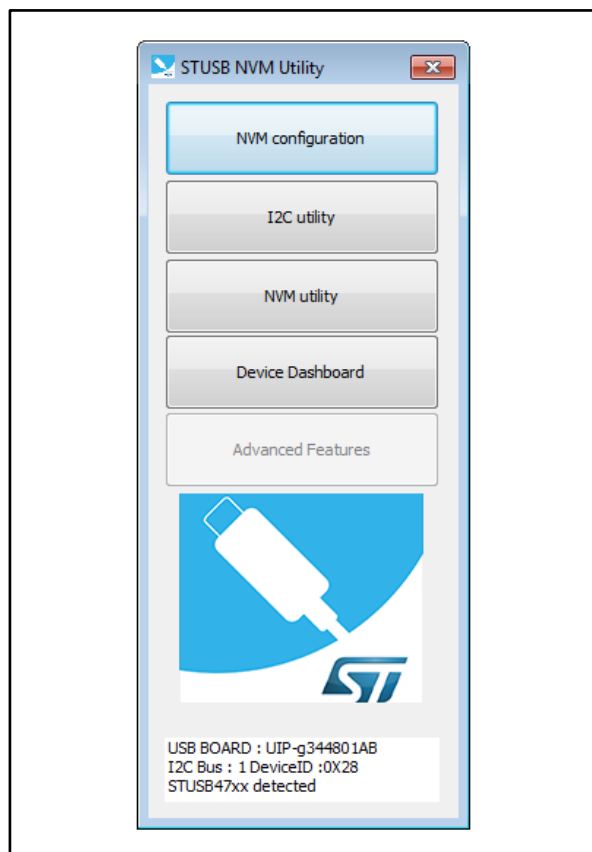 STUSB NVM Utility
NVM configuration
I2C utility
NVM utility
Device Dashboard
Advanced Features
ST
USB BOARD : UIP-g344801AB
I2C Bus : 1 DeviceID :0X28
STUSB47xx detected